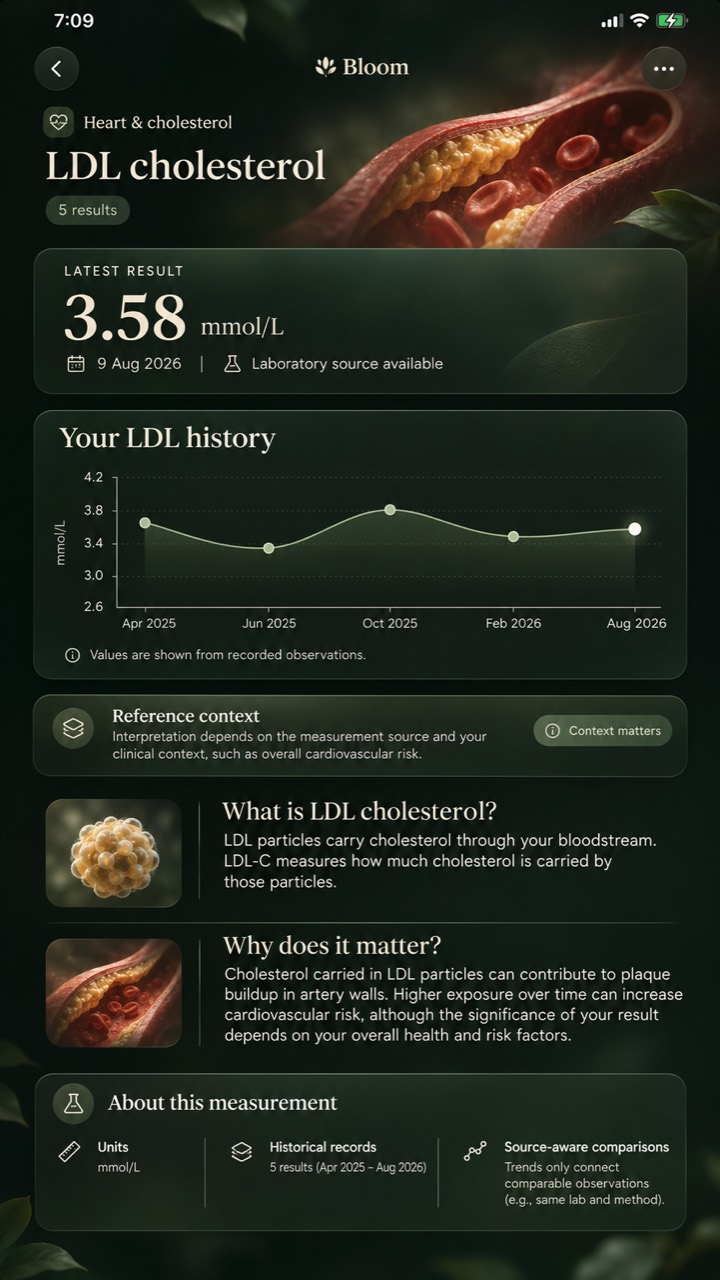 7:09
Bloom
Heart & cholesterol
LDL cholesterol
5 results
LATEST RESULT
3.58 mmol/L
9 Aug 2026 | Laboratory source available
Your LDL history
4.2
3.8
3.4
3.0
2.6
mmol/L
Apr 2025 Jun 2025 Oct 2025 Feb 2026 Aug 2026
Values are shown from recorded observations.
Reference context
Interpretation depends on the measurement source and your
clinical context, such as overall cardiovascular risk.
Context matters
What is LDL cholesterol?
LDL particles carry cholesterol through your bloodstream.
LDL-C measures how much cholesterol is carried by
those particles.
Why does it matter?
Cholesterol carried in LDL particles can contribute to plaque
buildup in artery walls. Higher exposure over time can increase
cardiovascular risk, although the significance of your result
depends on your overall health and risk factors.
About this measurement
Units
mmol/L
Historical records
5 results (Apr 2025 – Aug 2026)
Source-aware comparisons
Trends only connect
comparable observations
(e.g., same lab and method).